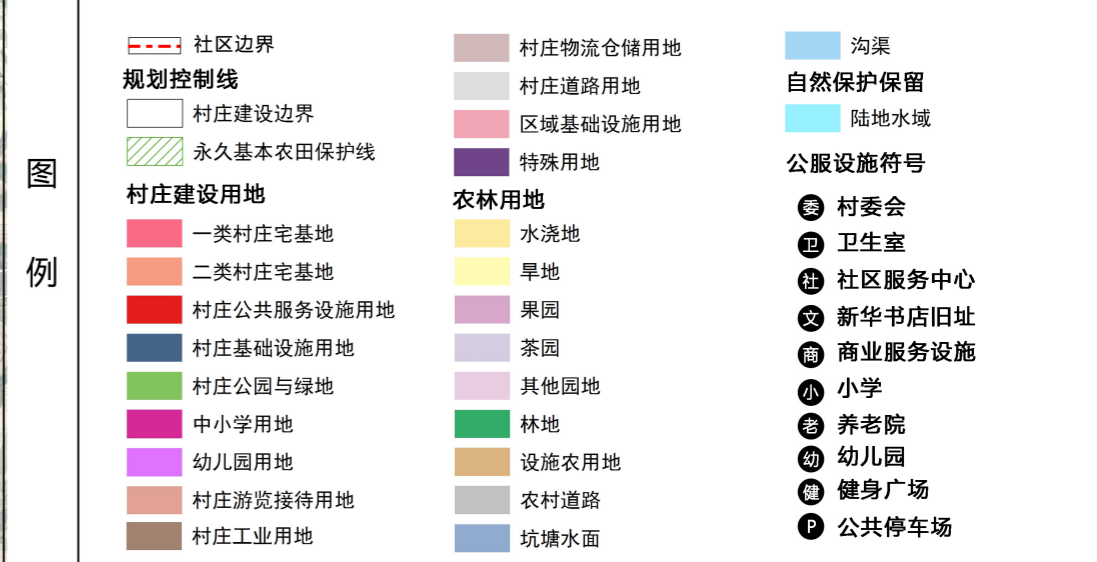 图
例
社区边界
规划控制线
村庄建设边界
永久基本农田保护线
村庄建设用地
一类村庄宅基地
二类村庄宅基地
村庄公共服务设施用地
村庄基础设施用地
村庄公园与绿地
中小学用地
幼儿园用地
村庄游览接待用地
村庄工业用地
村庄物流仓储用地
村庄道路用地
区域基础设施用地
特殊用地
农林用地
水浇地
旱地
果园
茶园
其他园地
林地
设施农用地
农村道路
坑塘水面
沟渠
自然保护保留
陆地水域
公服设施符号
委 村委会
卫 卫生室
社 社区服务中心
文 新华书店旧址
商 商业服务设施
小 小学
老 养老院
幼 幼儿园
健 健身广场
P 公共停车场